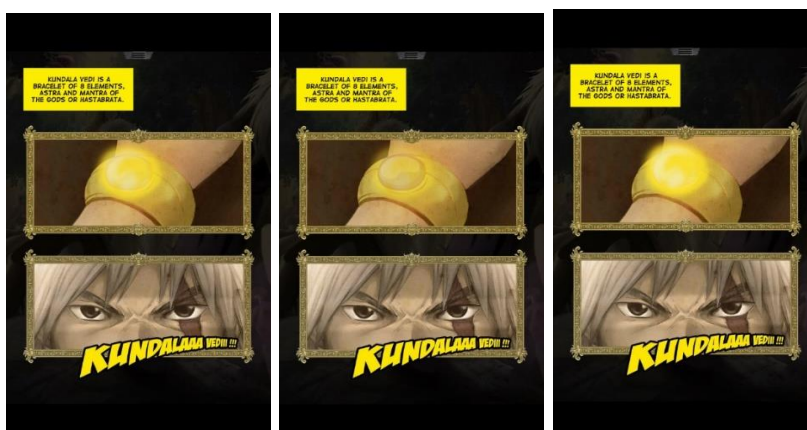 KUNDALA VEDI IS A
BRACELET OF 8 ELEMENTS,
ASTRA AND MANTRA OF
THE GODS OR HASTABRATA.
KUNDALAAA VEDIII !!!
KUNDALA VEDI IS A
BRACELET OF 8 ELEMENTS,
ASTRA AND MANTRA OF
THE GODS OR HASTABRATA.
KUNDALAAA VEDIII !!!
KUNDALA VEDI IS A
BRACELET OF 8 ELEMENTS,
ASTRA AND MANTRA OF
THE GODS OR HASTABRATA.
KUNDALAAA VEDIII !!!